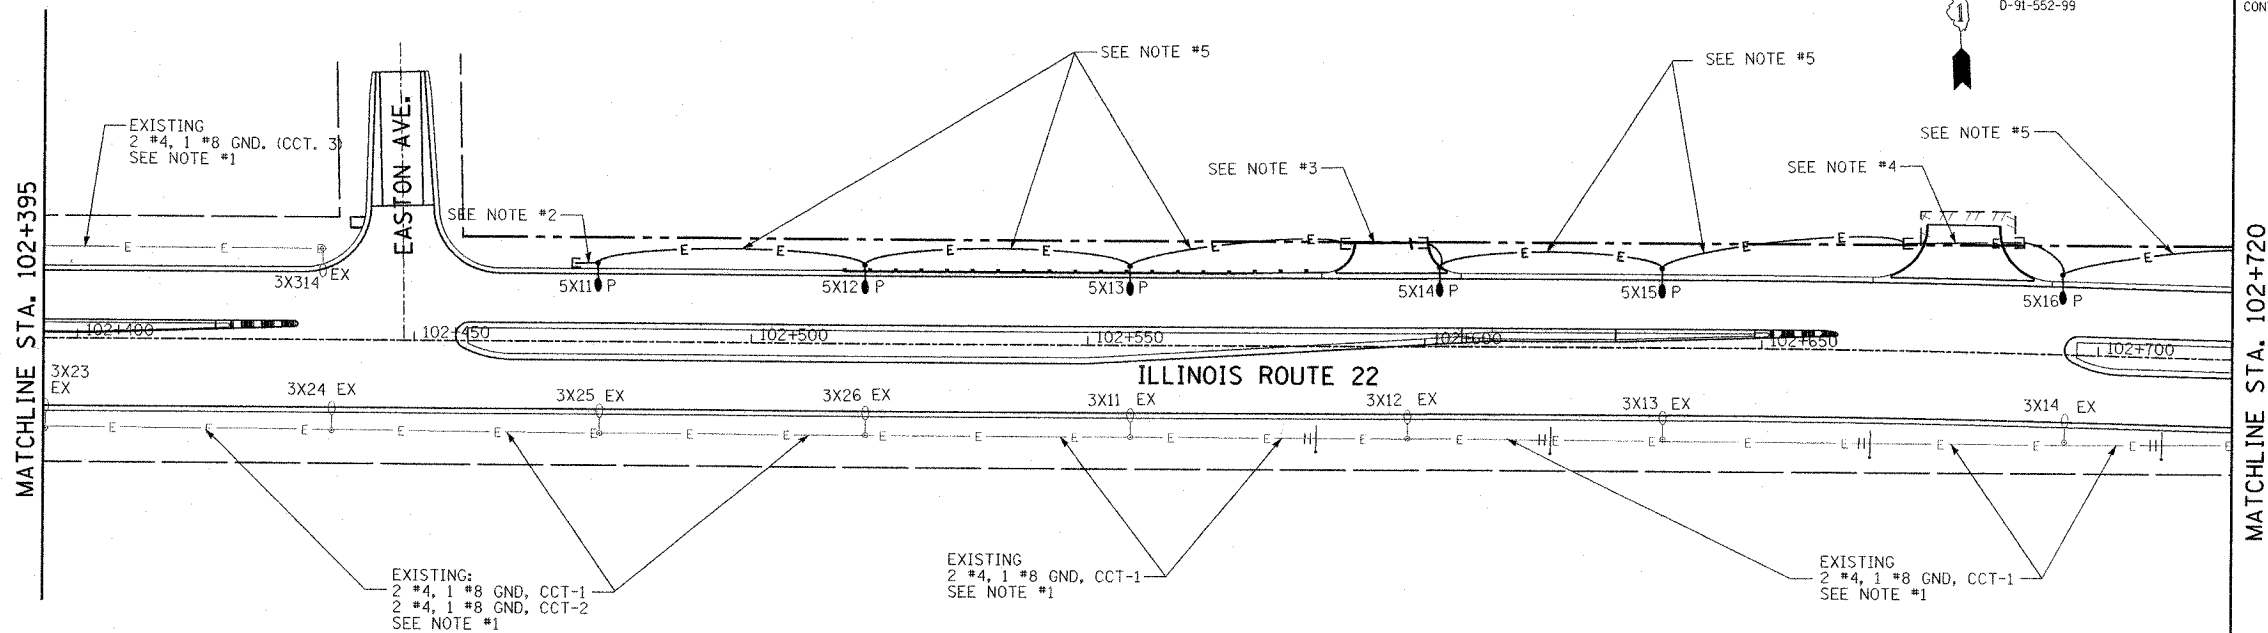 1
D-91-552-99
CON
SEE NOTE #5
SEE NOTE #5
EXISTING
2 #4, 1 #8 GND. (CCT. 3)
SEE NOTE #1
EASTON AVE.
SEE NOTE #5
SEE NOTE #3
SEE NOTE #4
SEE NOTE #2
MATCHLINE STA. 102+395
MATCHLINE STA. 102+720
E E
E E E E E E E E E E
3X314 EX
5X11 P
5X12 P
5X13 P
5X14 P
5X15 P
5X16 P
102+400
102+450
102+500
102+550
102+600
102+650
102+700
ILLINOIS ROUTE 22
3X23
EX
3X24 EX
3X25 EX
3X26 EX
3X11 EX
3X12 EX
3X13 EX
3X14 EX
E E E E E E E E E E E E H E E H E E E H E E E H E
EXISTING:
2 #4, 1 #8 GND, CCT-1
2 #4, 1 #8 GND, CCT-2
SEE NOTE #1
EXISTING
2 #4, 1 #8 GND, CCT-1
SEE NOTE #1
EXISTING
2 #4, 1 #8 GND, CCT-1
SEE NOTE #1